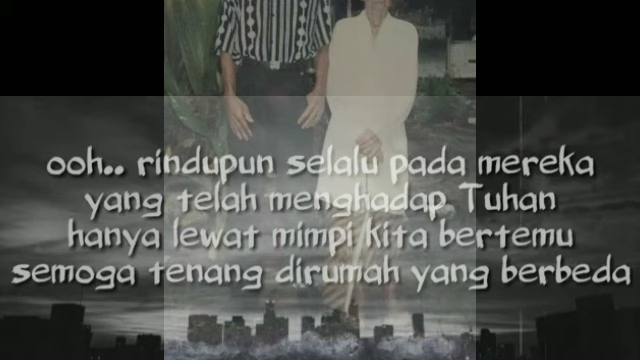 ooh.. rindupun selalu pada mereka
yang telah menghadap Tuhan
hanya lewat mimpi kita bertemu
semoga tenang dirumah yang berbeda